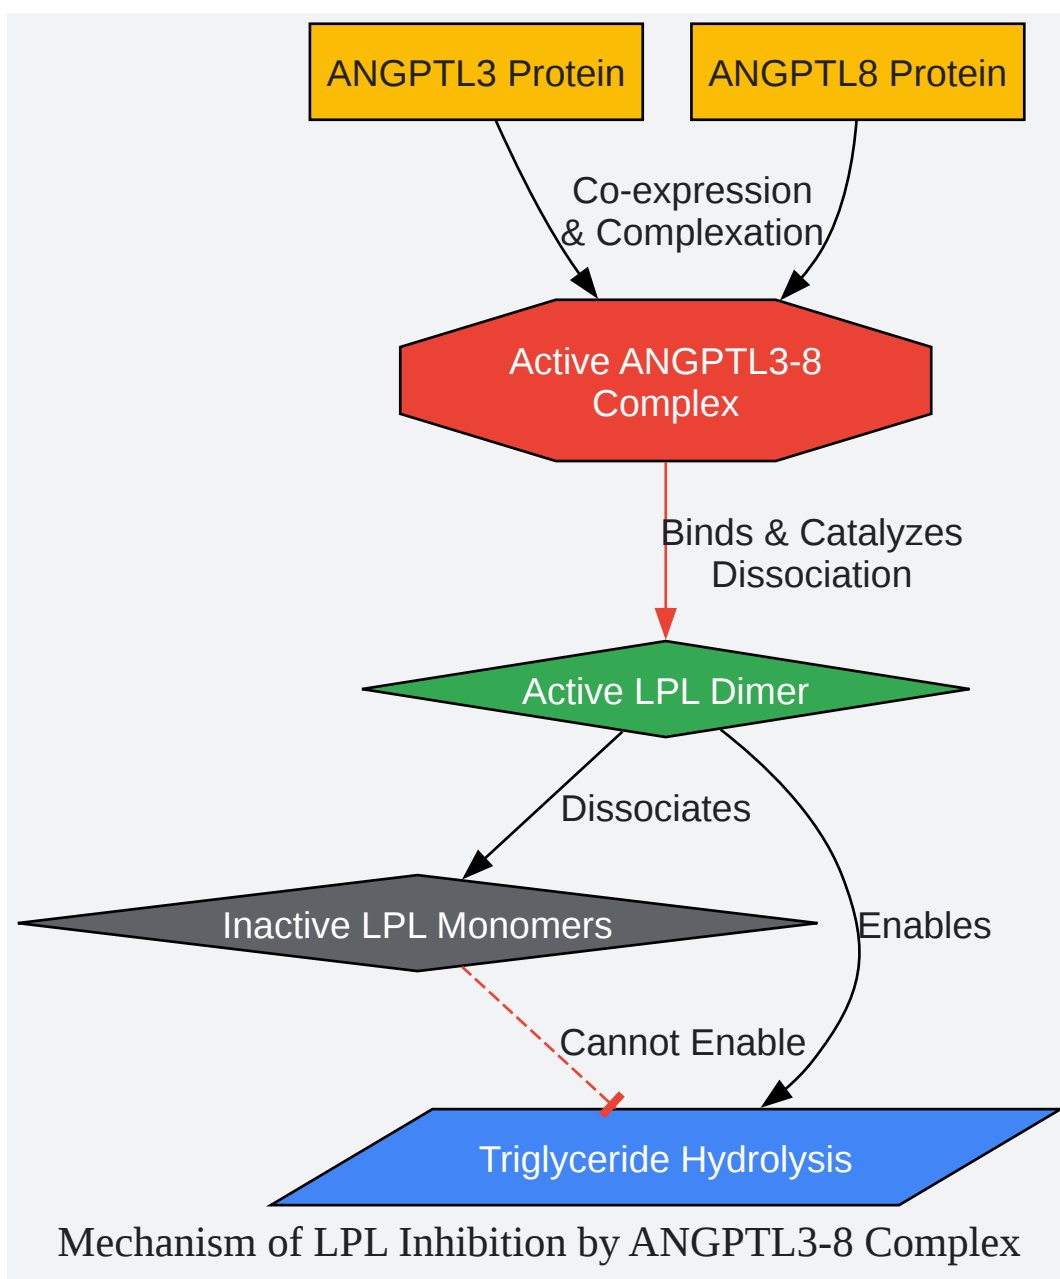 ANGPTL3 Protein
ANGPTL8 Protein
Co-expression
& Complexation
Active ANGPTL3-8
Complex
Binds & Catalyzes
Dissociation
Active LPL Dimer
Dissociates
Inactive LPL Monomers
Enables
Cannot Enable
Triglyceride Hydrolysis
Mechanism of LPL Inhibition by ANGPTL3-8 Complex